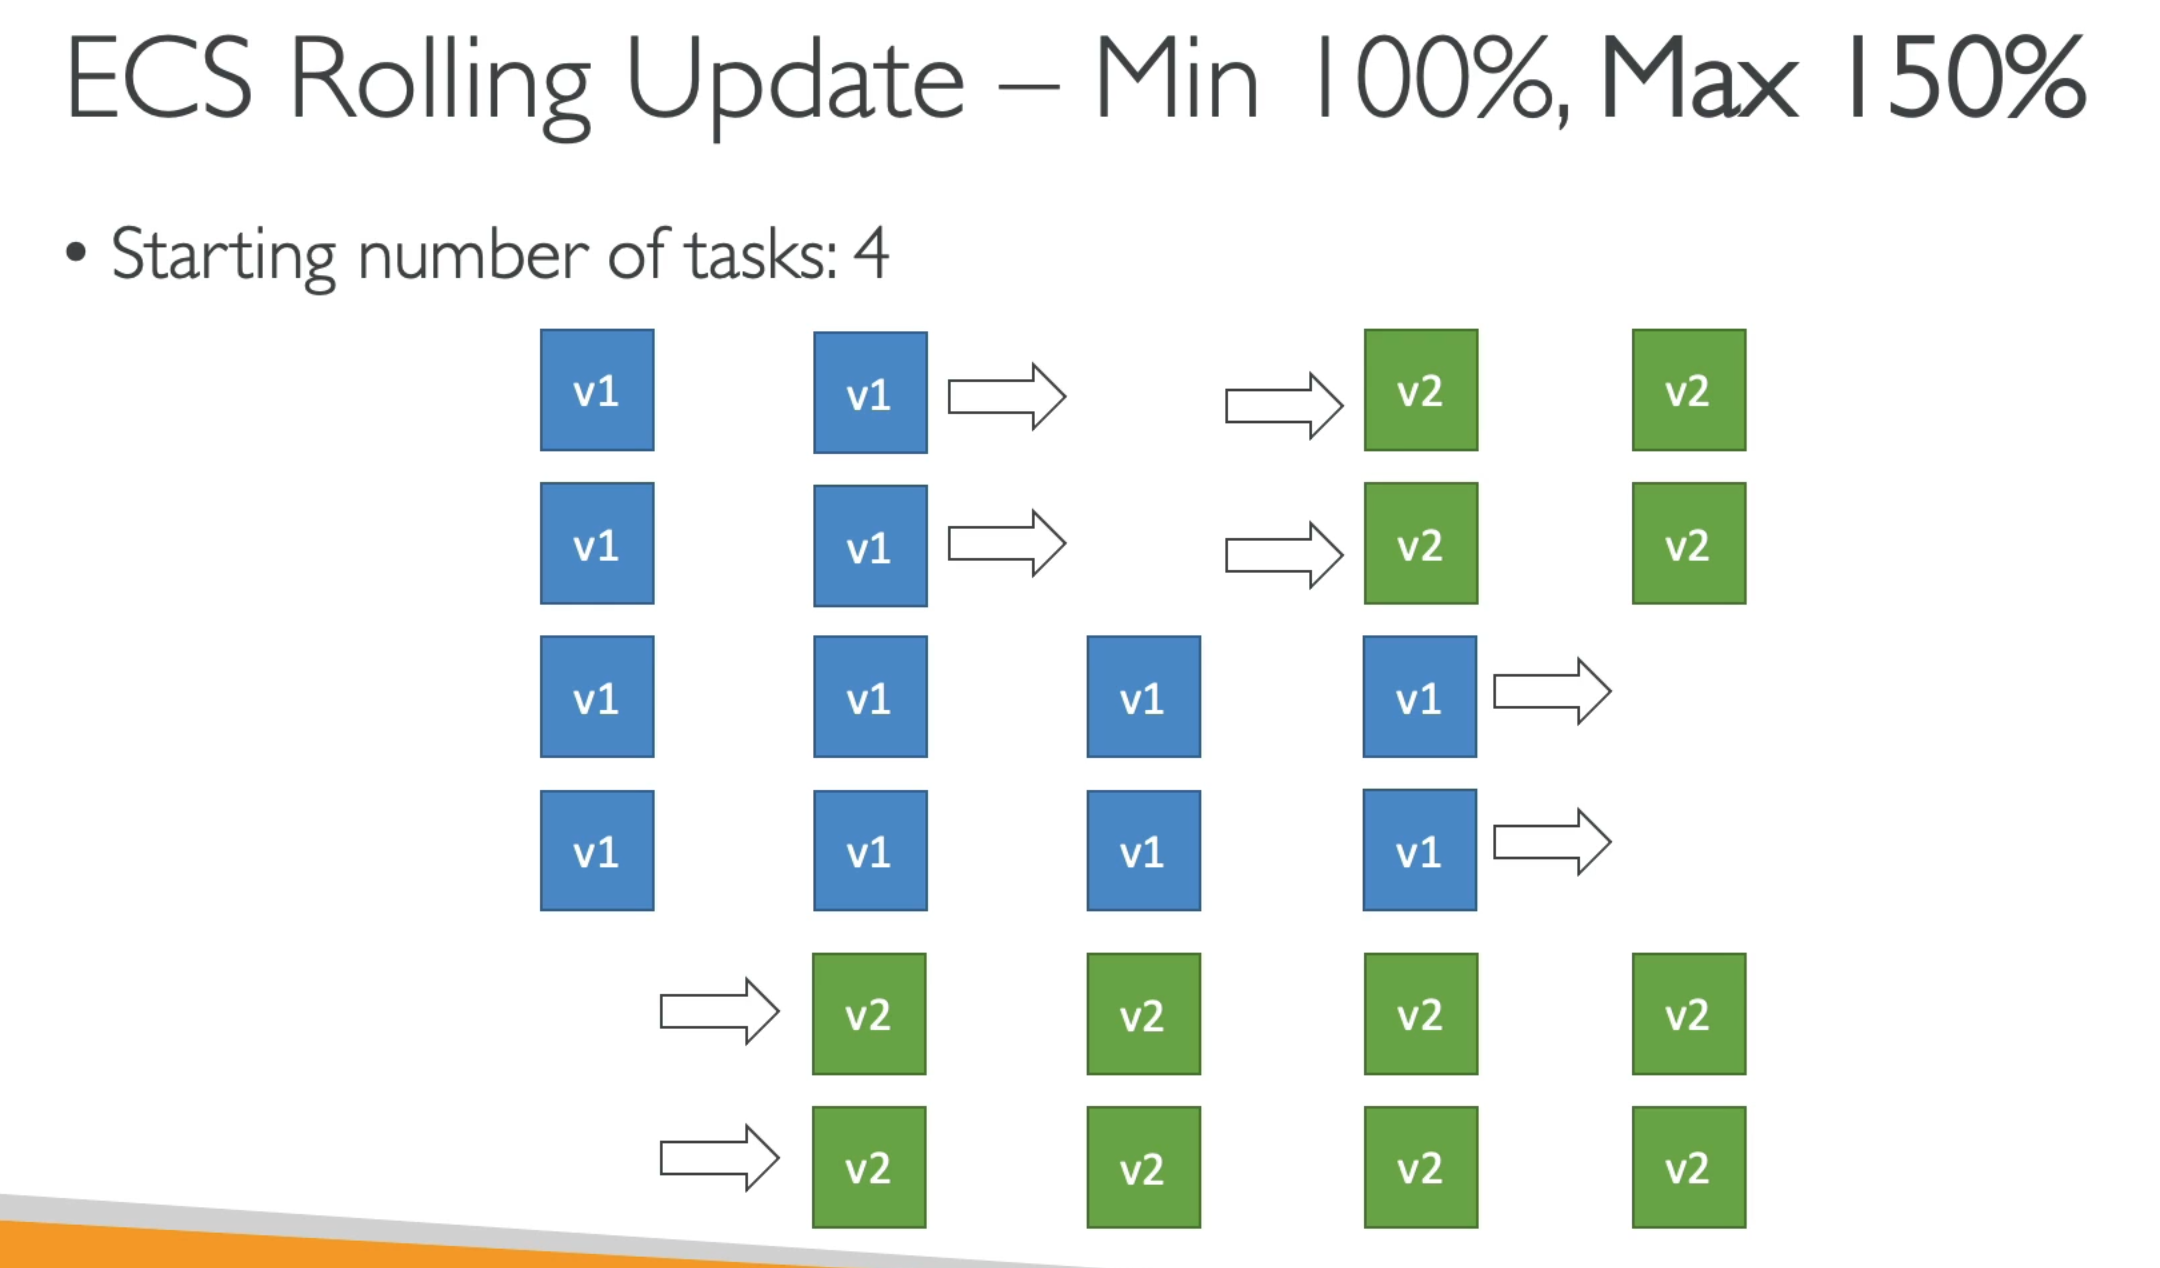 ECS Rolling Update – Min 100%, Max 150%
• Starting number of tasks: 4
v1 v1 v2 v2
v1 v1 v2 v2
v1 v1 v1 v1
v1 v1 v1 v1
v2 v2 v2 v2
v2 v2 v2 v2